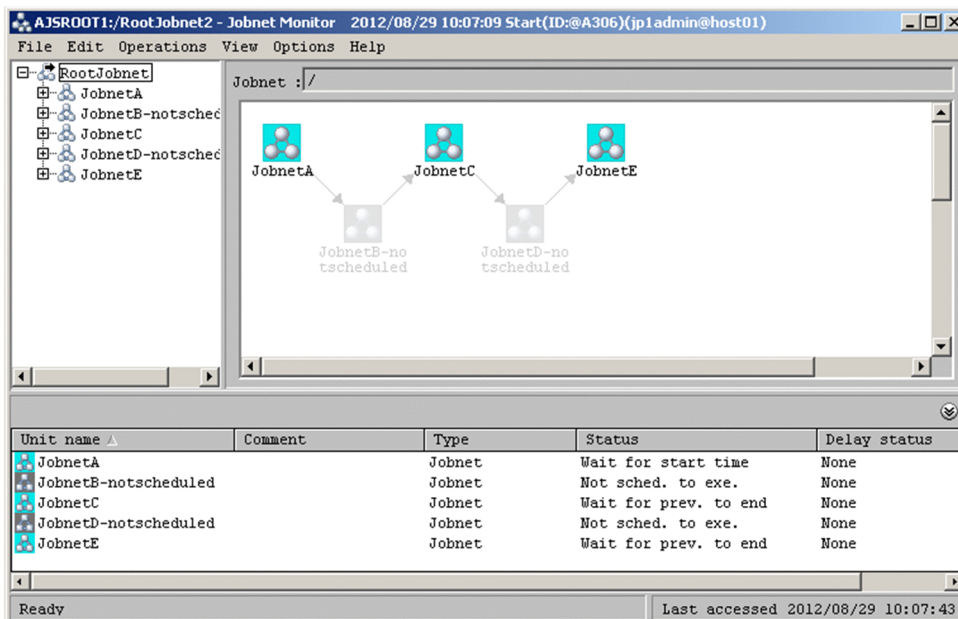 AJSROOT1:/RootJobnet2 - Jobnet Monitor 2012/08/29 10:07:09 Start(ID:@A306)(jp1admin@host01)
File Edit Operations View Options Help
RootJobnet
JobnetA
JobnetB-notsched
JobnetC
JobnetD-notsched
JobnetE
Jobnet : /
JobnetA
JobnetC
JobnetE
JobnetB-no
tscheduled
JobnetD-no
tscheduled
Unit name Comment Type Status Delay status
JobnetA Jobnet Wait for start time None
JobnetB-notscheduled Jobnet Not sched. to exe. None
JobnetC Jobnet Wait for prev. to end None
JobnetD-notscheduled Jobnet Not sched. to exe. None
JobnetE Jobnet Wait for prev. to end None
Ready Last accessed 2012/08/29 10:07:43